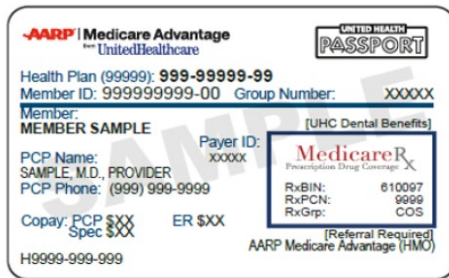 AARP | Medicare Advantage
from UnitedHealthcare
UNITED HEALTH
PASSPORT
Health Plan (99999): 999-99999-99
Member ID: 999999999-00 Group Number: XXXXX
Member:
MEMBER SAMPLE
[UHC Dental Benefits]
Payer ID:
XXXXX
PCP Name:
SAMPLE, M.D., PROVIDER
PCP Phone: (999) 999-9999
MedicareRx
Prescription Drug Coverage
RxBIN: 610097
RxPCN: 9999
RxGrp: COS
Copay: PCP $XX ER $XX
Spec $XX
[Referral Required]
AARP Medicare Advantage (HMO)
H9999-999-999
SAMPLE